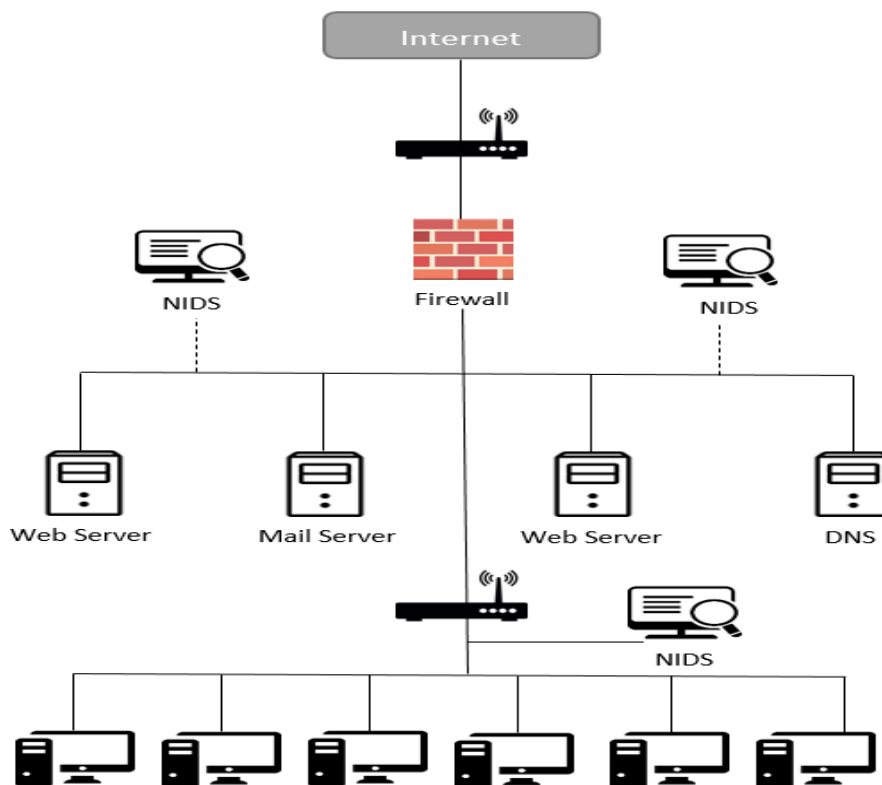 Internet
NIDS
Firewall
NIDS
Web Server
Mail Server
Web Server
DNS
NIDS